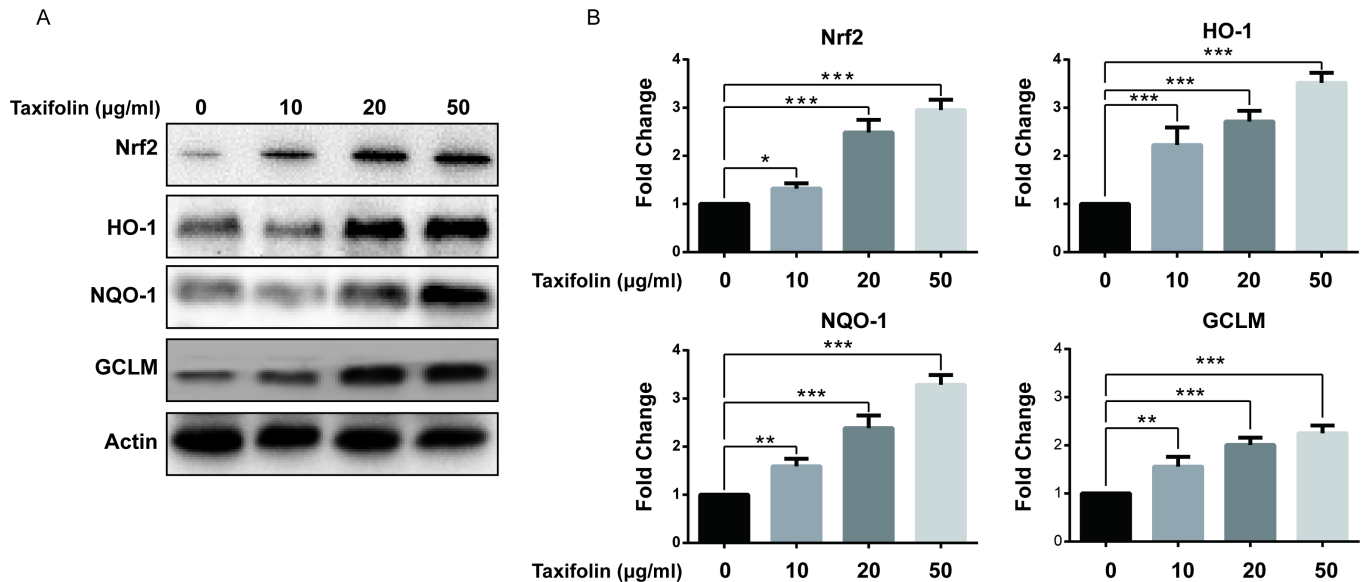 A
Taxifolin (µg/ml) 0 10 20 50
Nrf2
HO-1
NQO-1
GCLM
Actin
B
Nrf2
Fold Change
4
3
2
1
0
*
***
***
Taxifolin (µg/ml) 0 10 20 50
HO-1
Fold Change
4
3
2
1
0
***
***
***
0 10 20 50
NQO-1
Fold Change
4
3
2
1
0
**
***
***
Taxifolin (µg/ml) 0 10 20 50
GCLM
Fold Change
4
3
2
1
0
**
***
***
0 10 20 50